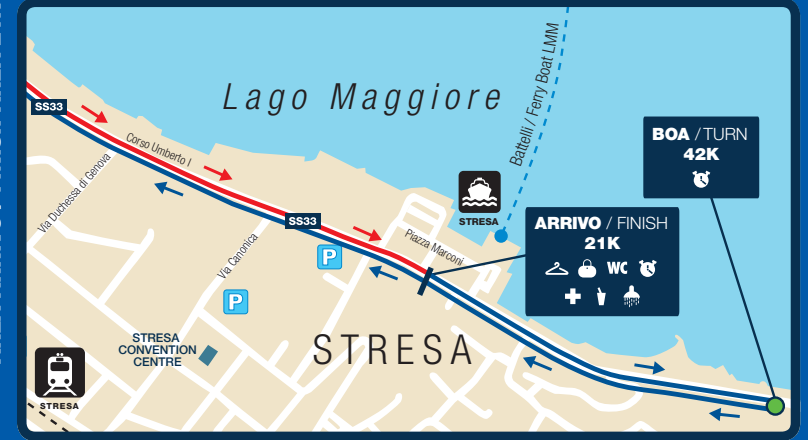 Lago Maggiore
Battelli / Ferry Boat LMM
SS33
Corso Umberto I
Via Duchessa di Genova
Via Canonica
SS33
Piazza Marconi
STRESA
BOA / TURN
42K
ARRIVO / FINISH
21K
WC
P
P
STRESA
CONVENTION
CENTRE
STRESA
STRESA